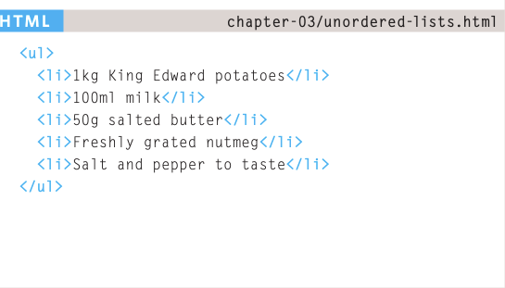 HTML chapter-03/unordered-lists.html
<ul>
<li>1kg King Edward potatoes</li>
<li>100ml milk</li>
<li>50g salted butter</li>
<li>Freshly grated nutmeg</li>
<li>Salt and pepper to taste</li>
</ul>